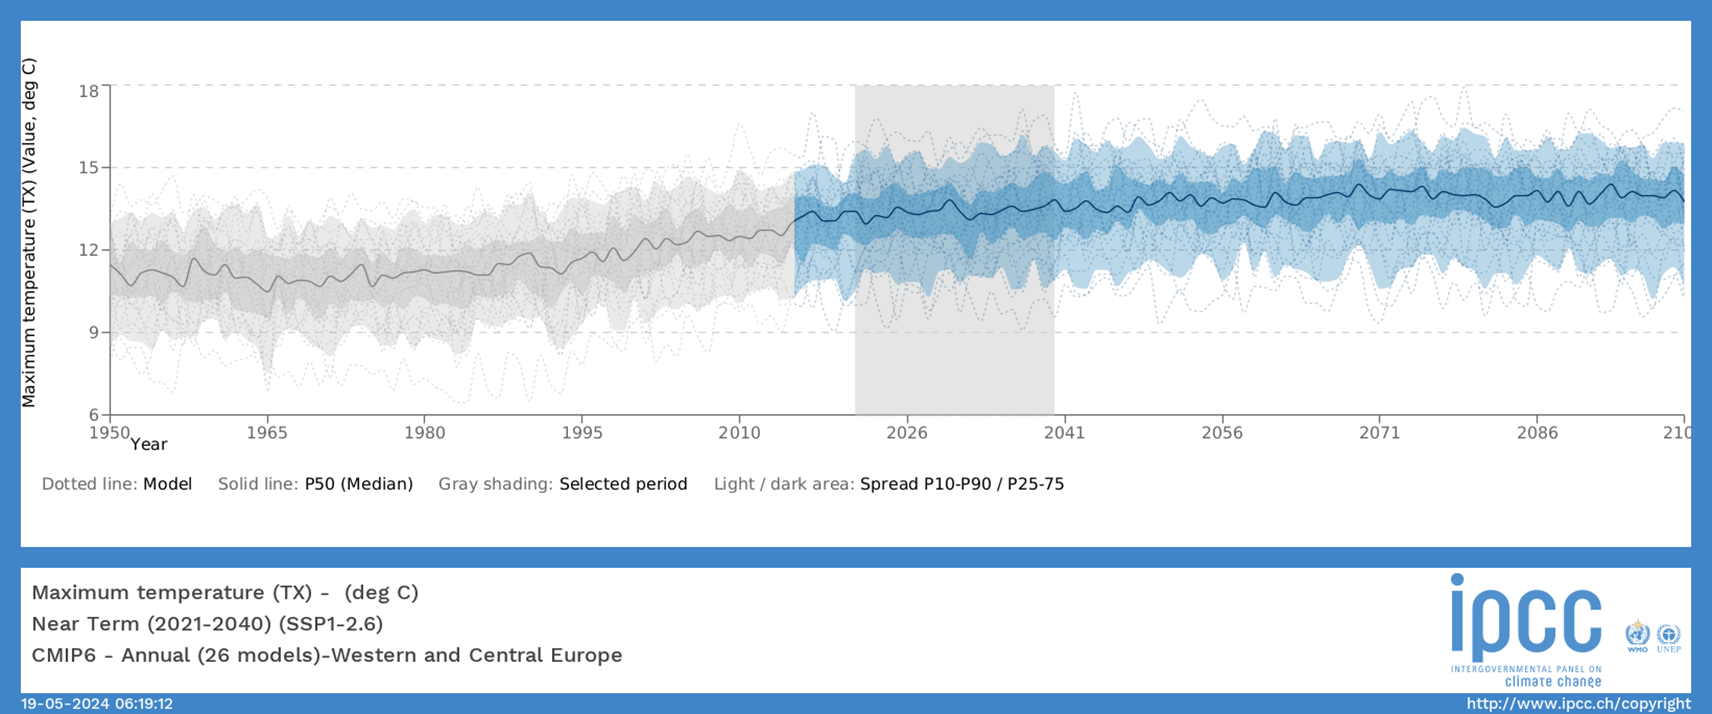 Maximum temperature (TX) (Value, deg C)
18
15
12
9
6
1950 1965 1980 1995 2010 2026 2041 2056 2071 2086 210
Year
Dotted line: Model Solid line: P50 (Median) Gray shading: Selected period Light / dark area: Spread P10-P90 / P25-75
Maximum temperature (TX) - (deg C)
Near Term (2021-2040) (SSP1-2.6)
CMIP6 - Annual (26 models)-Western and Central Europe
ipcc
INTERGOVERNMENTAL PANEL ON
climate change
WMO UNEP
19-05-2024 06:19:12
http://www.ipcc.ch/copyright